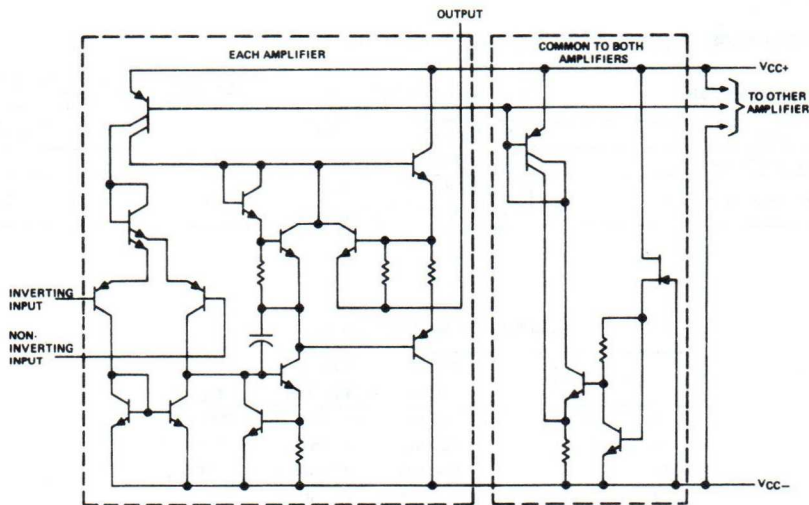 OUTPUT
EACH AMPLIFIER
COMMON TO BOTH
AMPLIFIERS
VCC+
TO OTHER
AMPLIFIER
INVERTING
INPUT
NON-
INVERTING
INPUT
VCC−